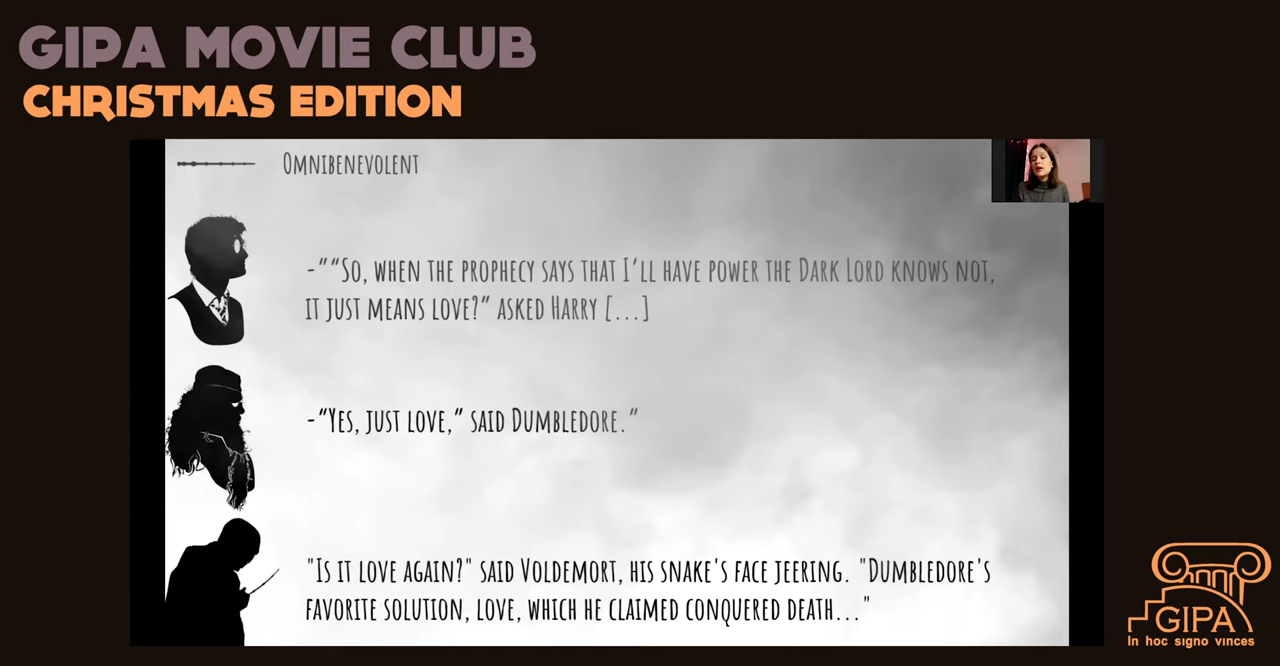 GIPA MOVIE CLUB
CHRISTMAS EDITION
OMNIBENEVOLENT
-"“SO, WHEN THE PROPHECY SAYS THAT I’LL HAVE POWER THE DARK LORD KNOWS NOT,
IT JUST MEANS LOVE?” ASKED HARRY [...]
-“YES, JUST LOVE,” SAID DUMBLEDORE.”
"IS IT LOVE AGAIN?" SAID VOLDEMORT, HIS SNAKE'S FACE JEERING. "DUMBLEDORE'S
FAVORITE SOLUTION, LOVE, WHICH HE CLAIMED CONQUERED DEATH..."
GIPA
In hoc signo vinces